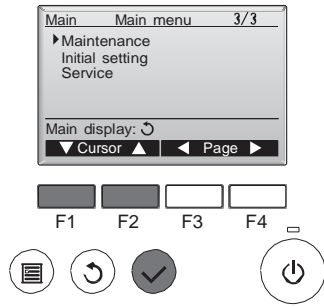 Main Main menu 3/3
Maintenance
Initial setting
Service
Main display:
Cursor Page
F1 F2 F3 F4